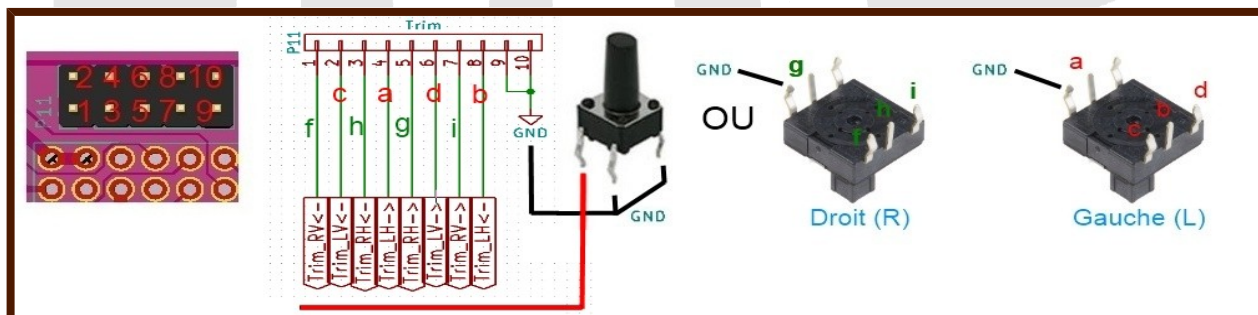 2 4 6 8 10
P11
1 3 5 7 9
Trim
P11
1 2 3 4 5 6 7 8 9 10
c a d b
f h g i
GND
Trim_RV<-
Trim_LV<-
Trim_RH<-
Trim_LH->
Trim_RH->
Trim_LV->
Trim_RV->
Trim_LH<-
GND
OU
GND
g
i
h
f
Droit (R)
GND
a
d
b
c
Gauche (L)